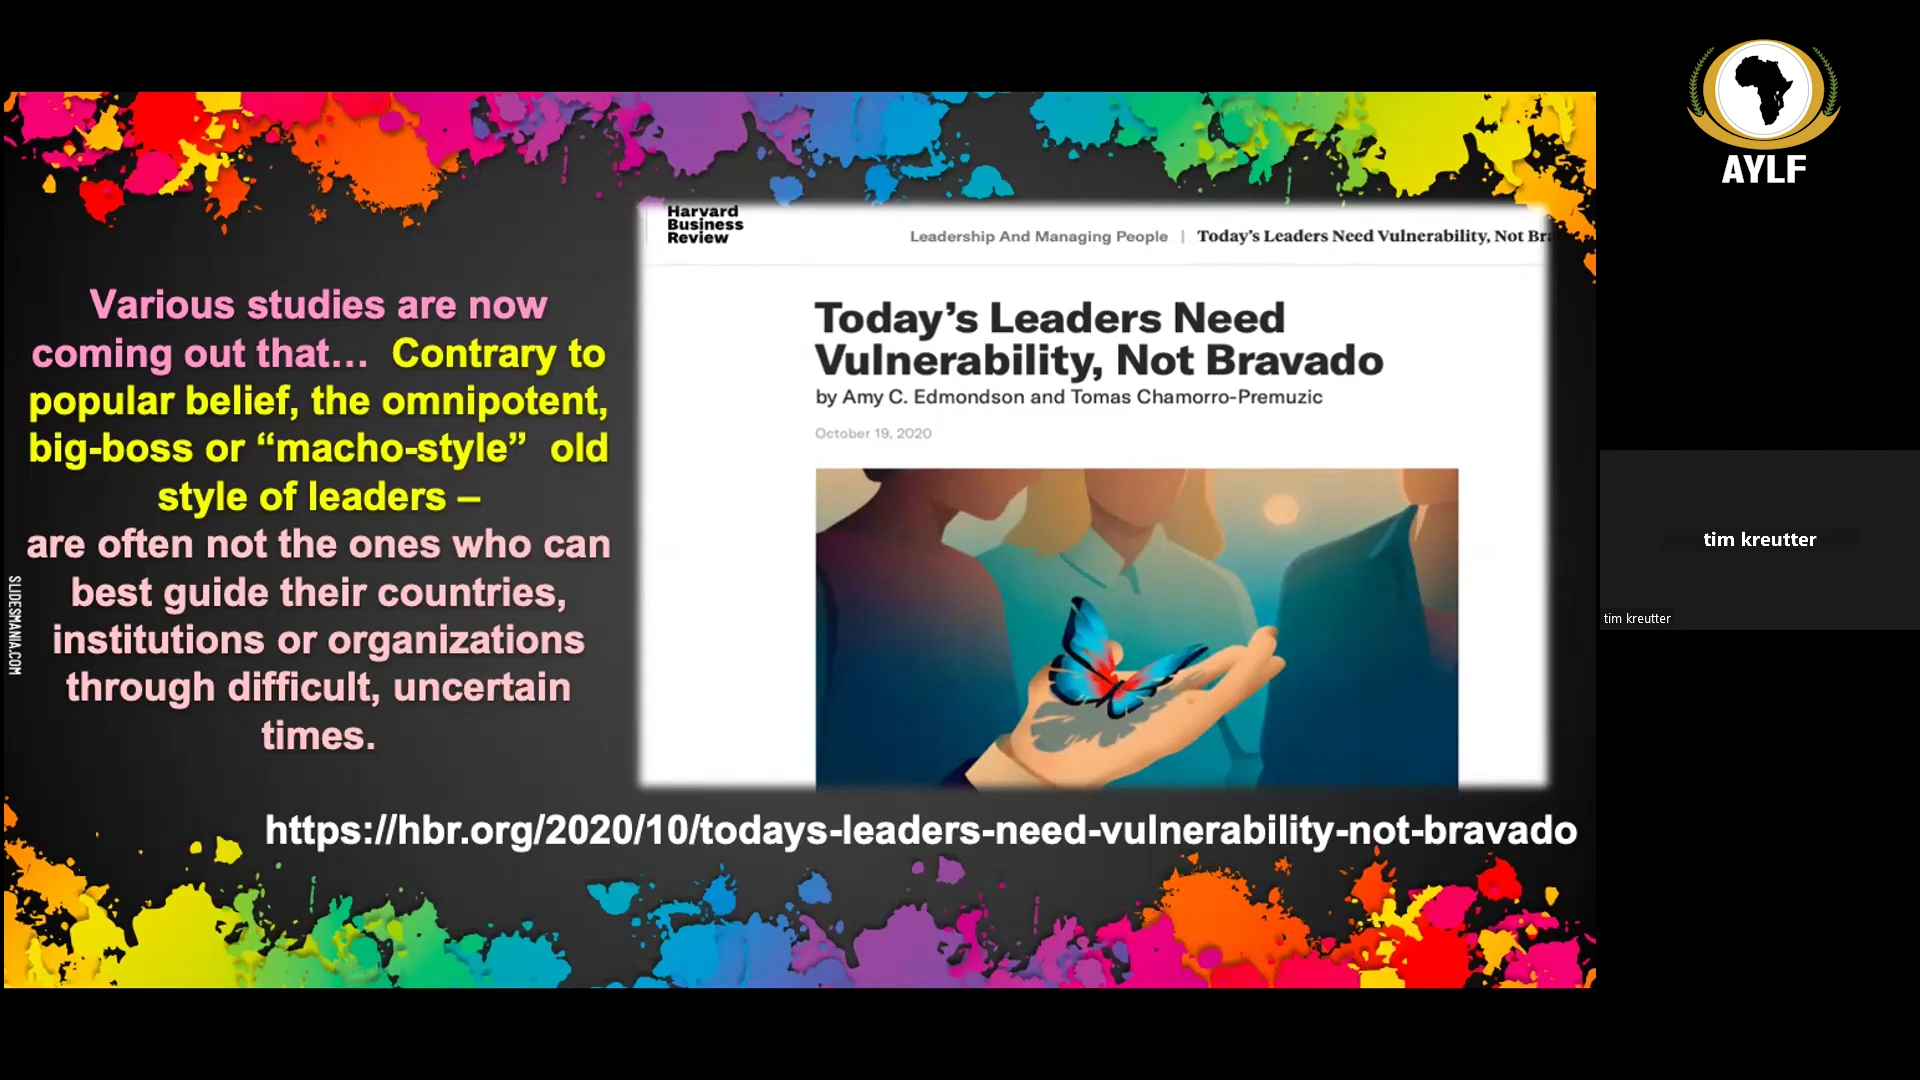 AYLF
Various studies are now
coming out that... Contrary to
popular belief, the omnipotent,
big-boss or “macho-style” old
style of leaders –
are often not the ones who can
best guide their countries,
institutions or organizations
through difficult, uncertain
times.
SLIDESMANIA.COM
Harvard
Business
Review
Leadership And Managing People | Today’s Leaders Need Vulnerability, Not Bra
Today’s Leaders Need
Vulnerability, Not Bravado
by Amy C. Edmondson and Tomas Chamorro-Premuzic
October 19, 2020
https://hbr.org/2020/10/todays-leaders-need-vulnerability-not-bravado
tim kreutter
tim kreutter